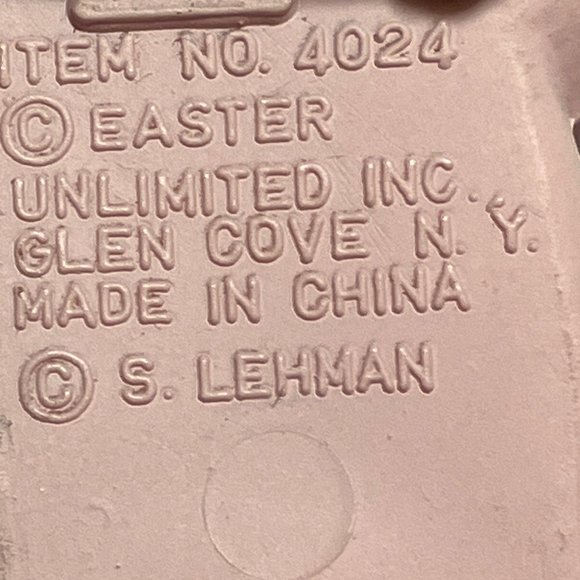 ITEM NO. 4024
© EASTER
UNLIMITED INC.,
GLEN COVE N.Y.
MADE IN CHINA
© S. LEHMAN